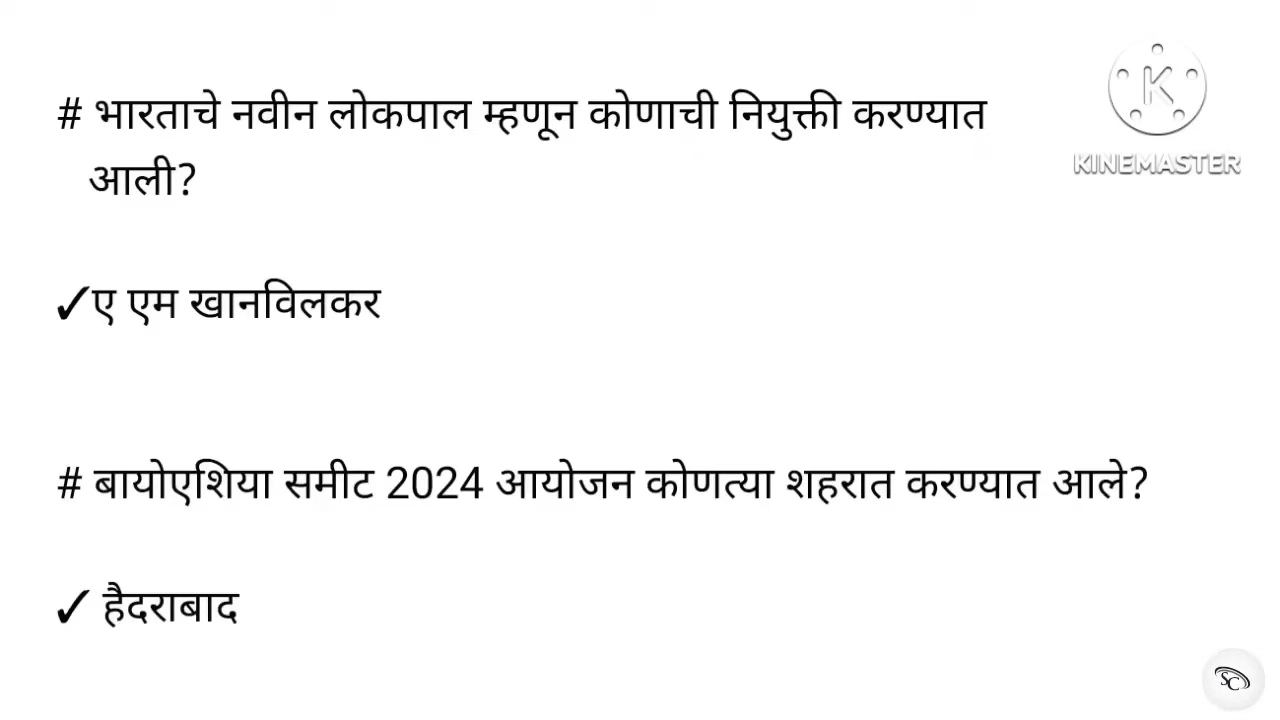 # भारताचे नवीन लोकपाल म्हणून कोणाची नियुक्ती करण्यात
आली?
K
KINEMASTER
✓ए एम खानविलकर
# बायोएशिया समीट 2024 आयोजन कोणत्या शहरात करण्यात आले?
✓ हैदराबाद
SC